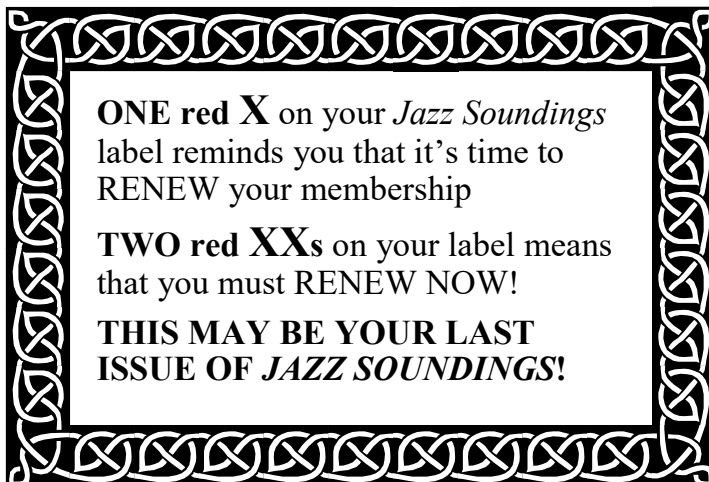 ONE red X on your Jazz Soundings
label reminds you that it’s time to
RENEW your membership
TWO red XXs on your label means
that you must RENEW NOW!
THIS MAY BE YOUR LAST
ISSUE OF JAZZ SOUNDINGS!